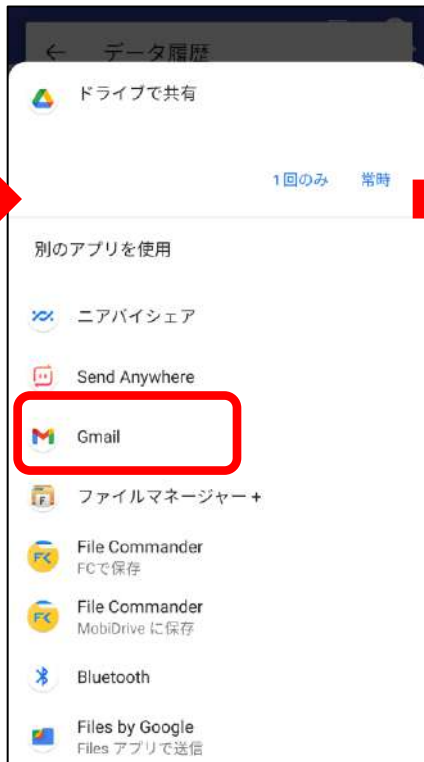 ← データ履歴
ドライブで共有
1回のみ 常時
別のアプリを使用
ニアバイシェア
Send Anywhere
Gmail
ファイルマネージャー+
File Commander
FCで保存
File Commander
MobiDrive に保存
Bluetooth
Files by Google
Files アプリで送信